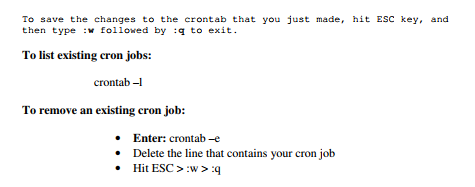 To save the changes to the crontab that you just made, hit ESC key, and
then type :w followed by :q to exit.
To list existing cron jobs:
crontab –l
To remove an existing cron job:
• Enter: crontab –e
• Delete the line that contains your cron job
• Hit ESC > :w > :q